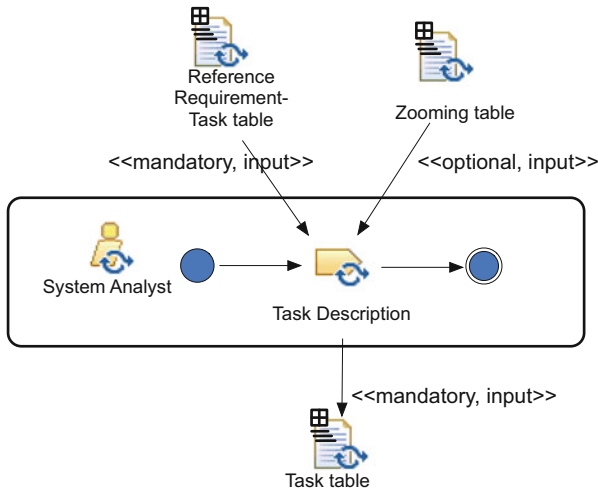 Reference
Requirement-
Task table
Zooming table
<<mandatory, input>>
<<optional, input>>
System Analyst
Task Description
<<mandatory, input>>
Task table